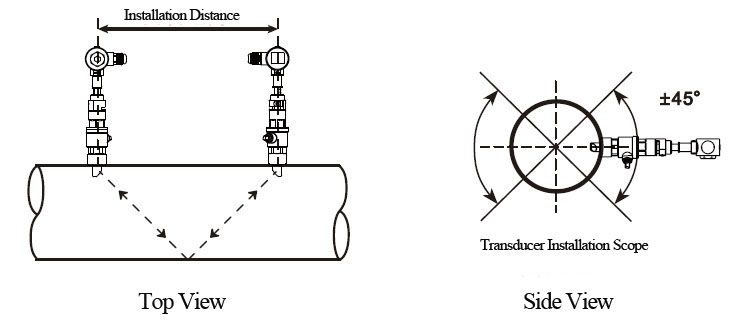 Installation Distance
±45°
Transducer Installation Scope
Top View
Side View